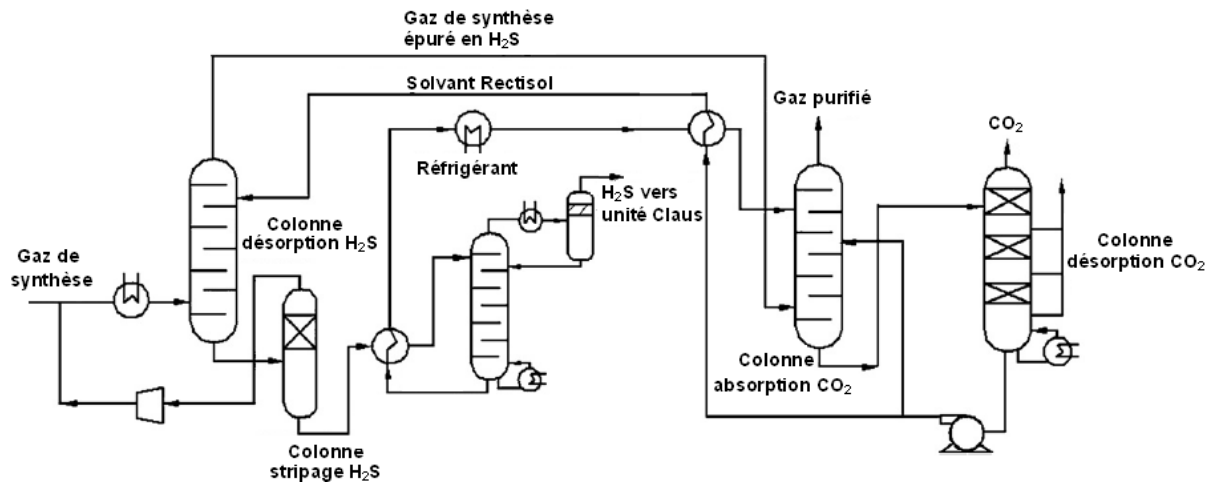 Gaz de synthèse
épuré en H₂S
Solvant Rectisol
Gaz purifié
CO₂
Réfrigérant
H₂S vers
unité Claus
Colonne
désorption H₂S
Gaz de
synthèse
Colonne
désorption CO₂
Colonne
absorption CO₂
Colonne
stripage H₂S